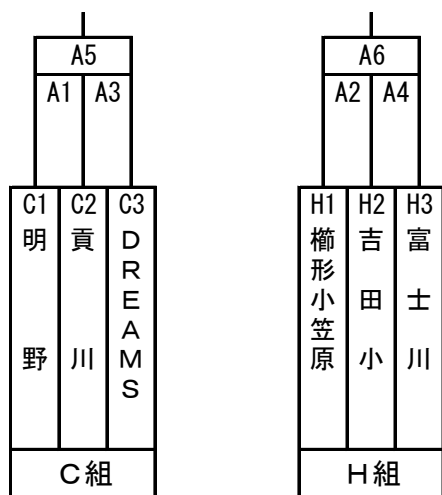 A5
A1 A3
C1 C2 C3
明野
貢川
DREAMS
C組
A6
A2 A4
H1 H2 H3
櫛形小笠原
吉田小
富士川
H組